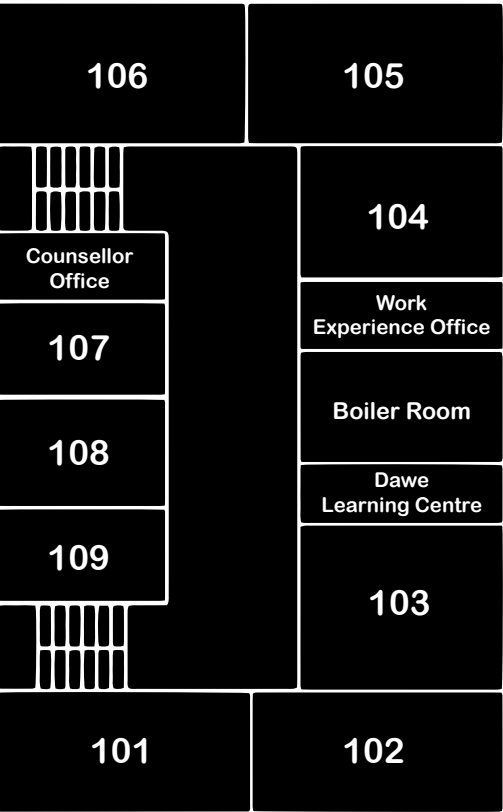 106
105
104
Counsellor
Office
Work
Experience Office
107
Boiler Room
108
Dawe
Learning Centre
109
103
101
102